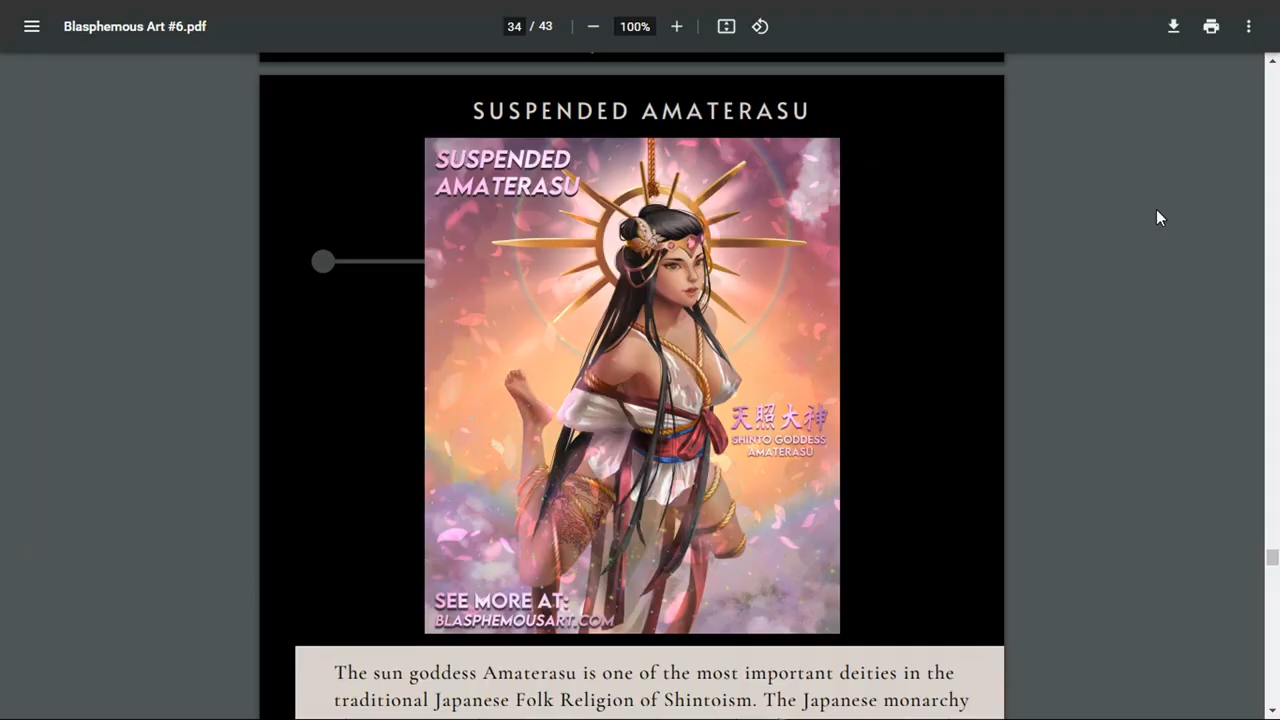 Blasphemous Art #6.pdf
34 / 43
100%
SUSPENDED AMATERASU
SUSPENDED
AMATERASU
天照大神
SHINTO GODDESS
AMATERASU
SEE MORE AT:
BLASPHEMOUSART.COM
The sun goddess Amaterasu is one of the most important deities in the
traditional Japanese Folk Religion of Shintoism. The Japanese monarchy